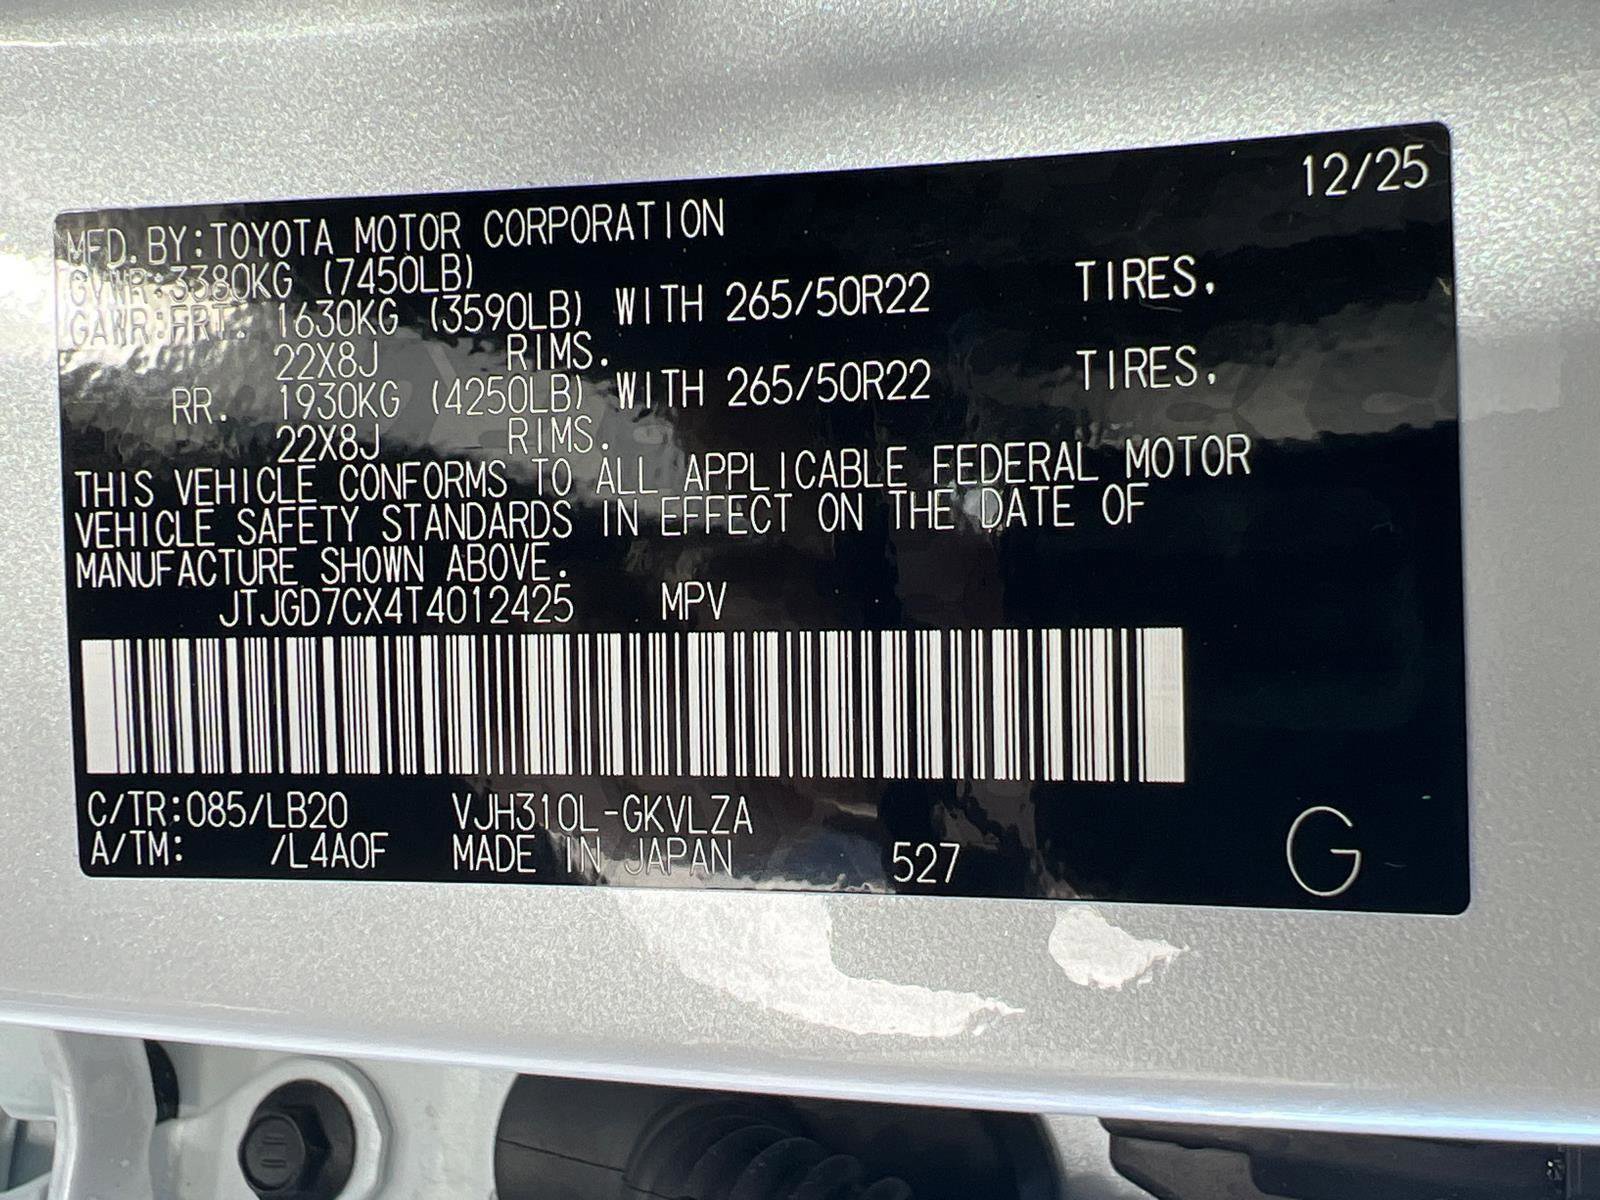 12/25
MFD. BY:TOYOTA MOTOR CORPORATION
GVWR:3380KG (7450LB)
GAWR:FRT. 1630KG (3590LB) WITH 265/50R22 TIRES,
22X8J RIMS.
RR. 1930KG (4250LB) WITH 265/50R22 TIRES,
22X8J RIMS.
THIS VEHICLE CONFORMS TO ALL APPLICABLE FEDERAL MOTOR
VEHICLE SAFETY STANDARDS IN EFFECT ON THE DATE OF
MANUFACTURE SHOWN ABOVE.
JTJGD7CX4T4012425 MPV
C/TR:085/LB20 VJH310L-GKVLZA
A/TM: /L4A0F MADE IN JAPAN 527 G